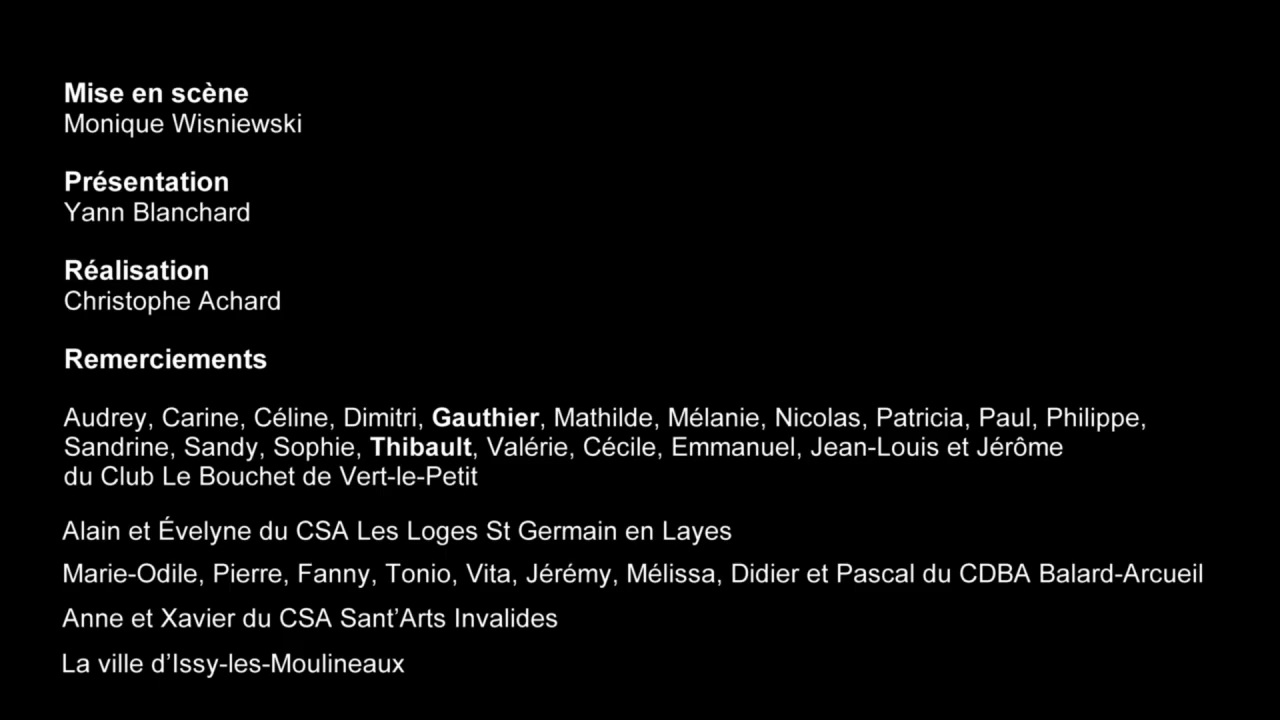 Mise en scène
Monique Wisniewski
Présentation
Yann Blanchard
Réalisation
Christophe Achard
Remerciements
Audrey, Carine, Céline, Dimitri, Gauthier, Mathilde, Mélanie, Nicolas, Patricia, Paul, Philippe,
Sandrine, Sandy, Sophie, Thibault, Valérie, Cécile, Emmanuel, Jean-Louis et Jérôme
du Club Le Bouchet de Vert-le-Petit
Alain et Évelyne du CSA Les Loges St Germain en Layes
Marie-Odile, Pierre, Fanny, Tonio, Vita, Jérémy, Mélissa, Didier et Pascal du CDBA Balard-Arcueil
Anne et Xavier du CSA Sant’Arts Invalides
La ville d’Issy-les-Moulineaux